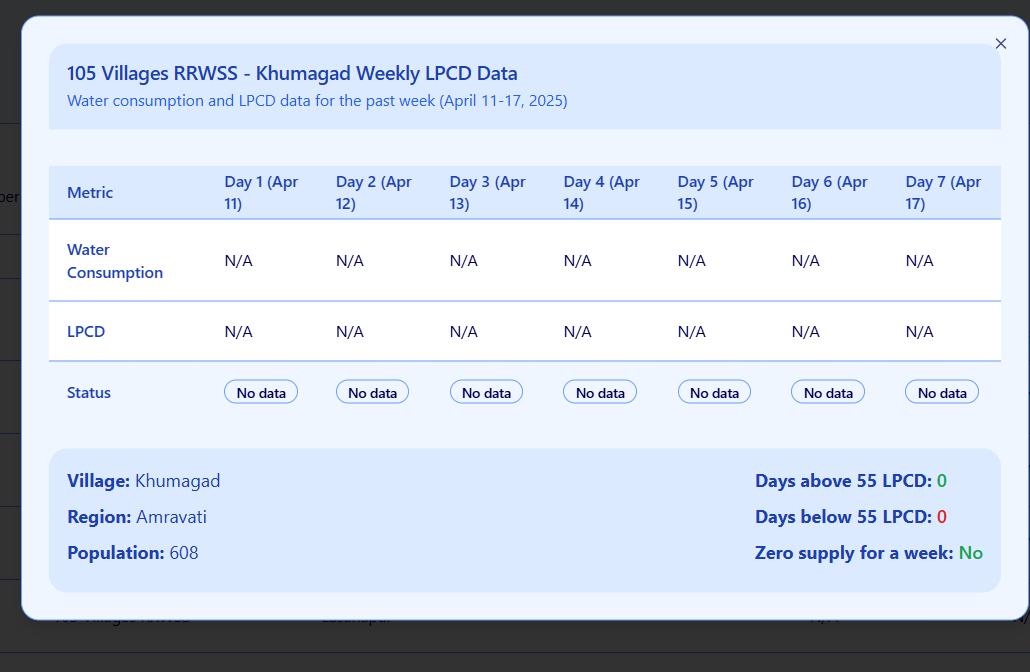 105 Villages RRWSS - Khumagad Weekly LPCD Data
Water consumption and LPCD data for the past week (April 11-17, 2025)
Metric Day 1 (Apr 11) Day 2 (Apr 12) Day 3 (Apr 13) Day 4 (Apr 14) Day 5 (Apr 15) Day 6 (Apr 16) Day 7 (Apr 17)
Water Consumption N/A N/A N/A N/A N/A N/A N/A
LPCD N/A N/A N/A N/A N/A N/A N/A
Status No data No data No data No data No data No data No data
Village: Khumagad
Region: Amravati
Population: 608
Days above 55 LPCD: 0
Days below 55 LPCD: 0
Zero supply for a week: No